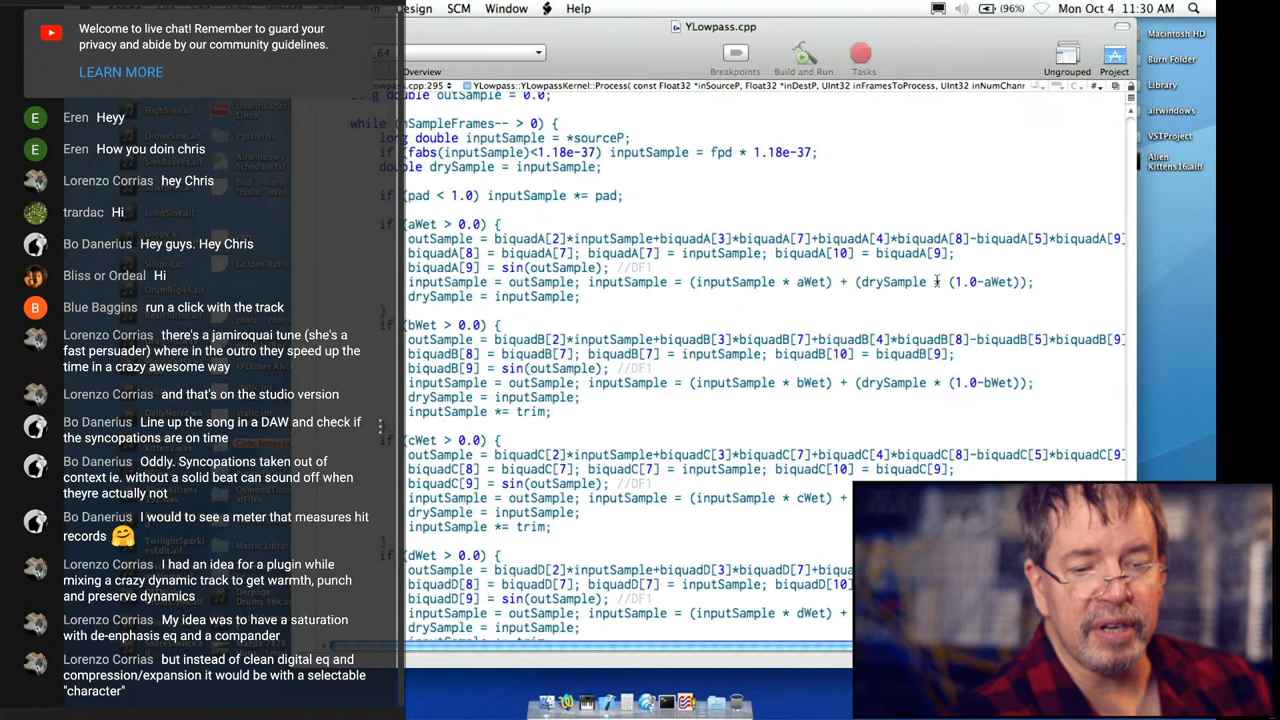 Design SCM Window Help (96%) Mon Oct 4 11:30 AM
Welcome to live chat! Remember to guard your
privacy and abide by our community guidelines.
LEARN MORE
E Eren Heyy
E Eren How you doin chris
Lorenzo Corrias hey Chris
trardac Hi
Bo Danerius Hey guys. Hey Chris
Bliss or Ordeal Hi
B Blue Baggins run a click with the track
Lorenzo Corrias there's a jamiroquai tune (she's a
fast persuader) where in the outro they speed up the
time in a crazy awesome way
Lorenzo Corrias and that's on the studio version
Bo Danerius Line up the song in a DAW and check if
the syncopations are on time
Bo Danerius Oddly. Syncopations taken out of
context ie. without a solid beat can sound off when
theyre actually not
Bo Danerius I would to see a meter that measures hit
records 🤗
Lorenzo Corrias I had an idea for a plugin while
mixing a crazy dynamic track to get warmth, punch
and preserve dynamics
Lorenzo Corrias My idea was to have a saturation
with de-enphasis eq and a compander
Lorenzo Corrias but instead of clean digital eq and
compression/expansion it would be with a selectable
"character"
YLowpass.cpp
64
Overview
Breakpoints
Build and Run
Tasks
Ungrouped
Project
cpp:295 YLowpass::YLowpassKernel::Process( const Float32 *inSourceP, Float32 *inDestP, UInt32 inFramesToProcess, UInt32 inNumChann
long double outSample = 0.0;
while (nSampleFrames-- > 0) {
long double inputSample = *sourceP;
if (fabs(inputSample)<1.18e-37) inputSample = fpd * 1.18e-37;
double drySample = inputSample;
if (pad < 1.0) inputSample *= pad;
if (aWet > 0.0) {
outSample = biquadA[2]*inputSample+biquadA[3]*biquadA[7]+biquadA[4]*biquadA[8]-biquadA[5]*biquadA[9]
biquadA[8] = biquadA[7]; biquadA[7] = inputSample; biquadA[10] = biquadA[9];
biquadA[9] = sin(outSample); //DF1
inputSample = outSample; inputSample = (inputSample * aWet) + (drySample * (1.0-aWet));
drySample = inputSample;
}
if (bWet > 0.0) {
outSample = biquadB[2]*inputSample+biquadB[3]*biquadB[7]+biquadB[4]*biquadB[8]-biquadB[5]*biquadB[9]
biquadB[8] = biquadB[7]; biquadB[7] = inputSample; biquadB[10] = biquadB[9];
biquadB[9] = sin(outSample); //DF1
inputSample = outSample; inputSample = (inputSample * bWet) + (drySample * (1.0-bWet));
drySample = inputSample;
inputSample *= trim;
}
if (cWet > 0.0) {
outSample = biquadC[2]*inputSample+biquadC[3]*biquadC[7]+biquadC[4]*biquadC[8]-biquadC[5]*biquadC[9]
biquadC[8] = biquadC[7]; biquadC[7] = inputSample; biquadC[10] = biquadC[9];
biquadC[9] = sin(outSample); //DF1
inputSample = outSample; inputSample = (inputSample * cWet) +
drySample = inputSample;
inputSample *= trim;
}
if (dWet > 0.0) {
outSample = biquadD[2]*inputSample+biquadD[3]*biquadD[7]+bi
biquadD[8] = biquadD[7]; biquadD[7] = inputSample; biquadD[10]
biquadD[9] = sin(outSample); //DF1
inputSample = outSample; inputSample = (inputSample * dWet) +
drySample = inputSample;
Macintosh HD
Burn Folder
Library
airwindows
VSTProject
Alien
Kittens16.aiff